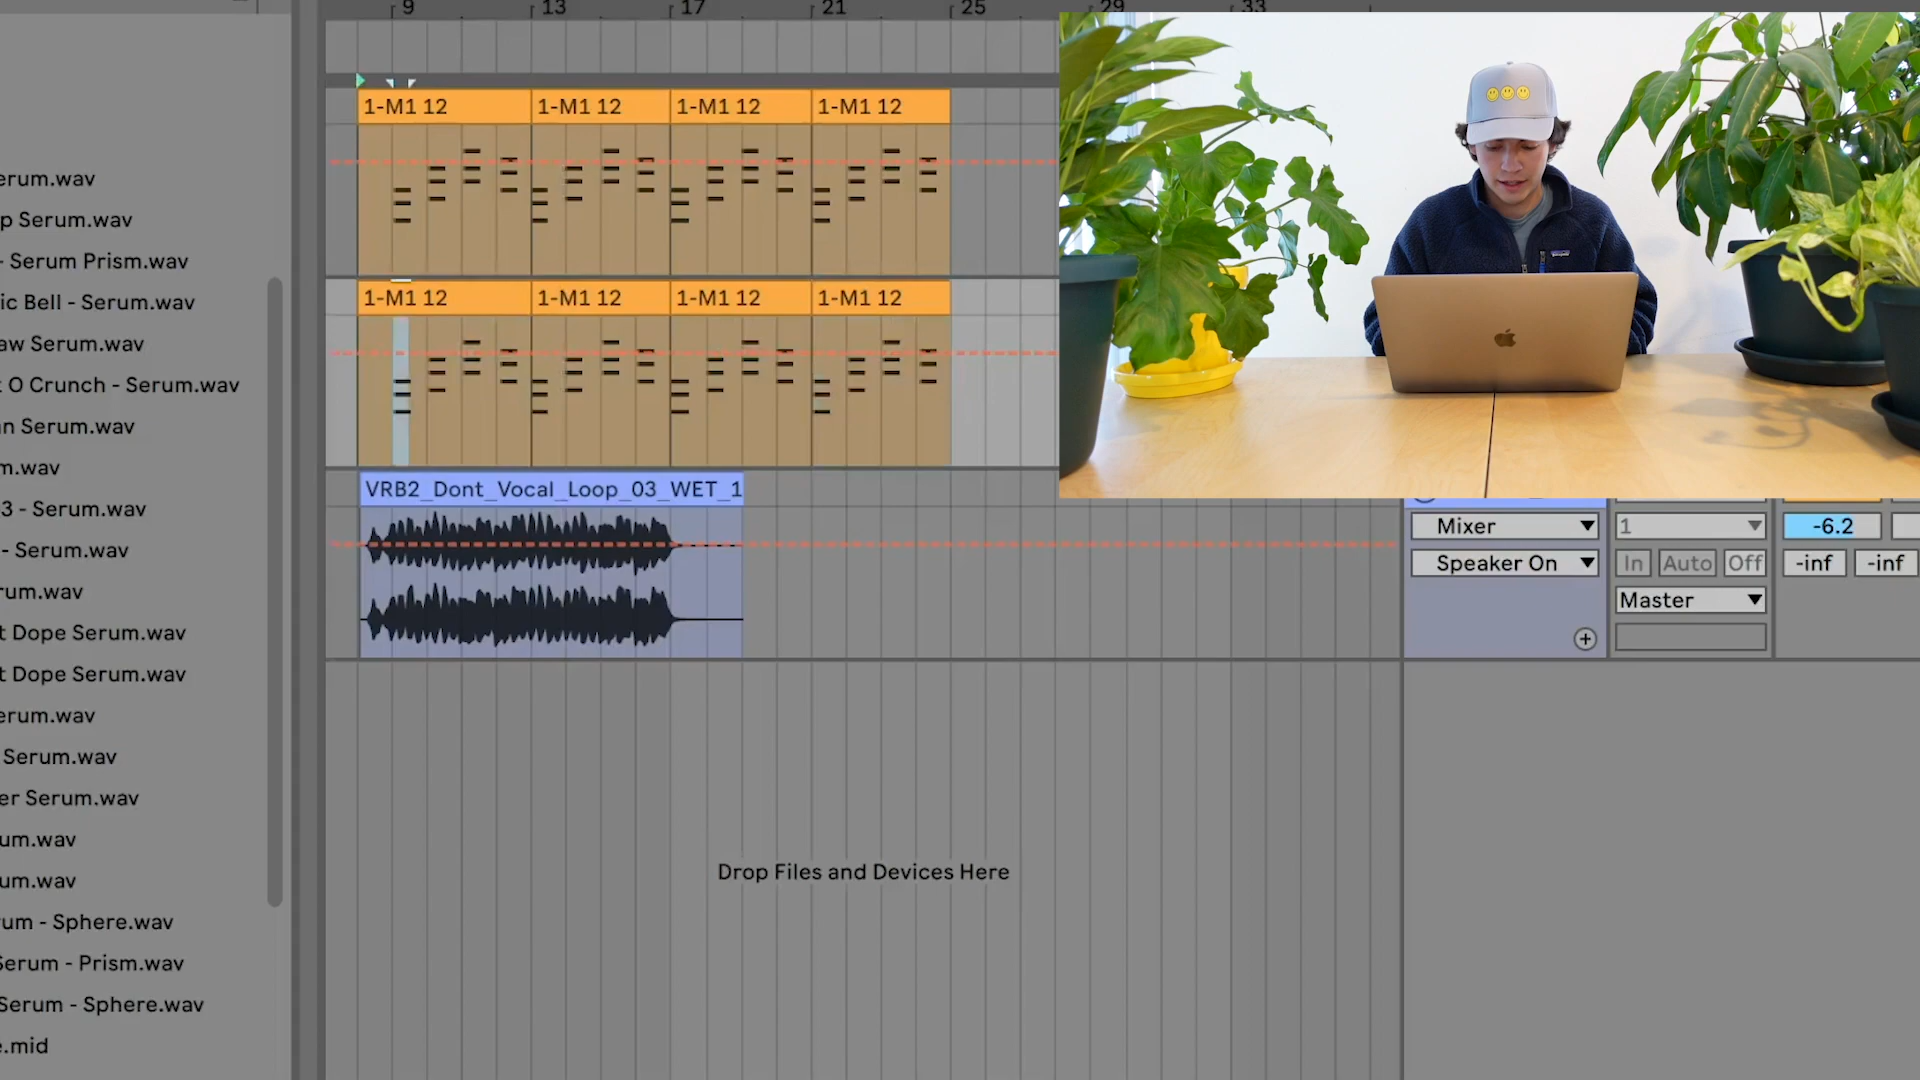 9 13 17 21 25 29 33
1-M1 12 1-M1 12 1-M1 12 1-M1 12
1-M1 12 1-M1 12 1-M1 12 1-M1 12
VRB2_Dont_Vocal_Loop_03_WET_1
Mixer 1 -6.2
Speaker On In Auto Off -inf -inf
Master
Drop Files and Devices Here
erum.wav
p Serum.wav
- Serum Prism.wav
ic Bell - Serum.wav
aw Serum.wav
t O Crunch - Serum.wav
an Serum.wav
m.wav
3 - Serum.wav
- Serum.wav
rum.wav
t Dope Serum.wav
t Dope Serum.wav
erum.wav
Serum.wav
er Serum.wav
um.wav
um.wav
rum - Sphere.wav
Serum - Prism.wav
Serum - Sphere.wav
e.mid